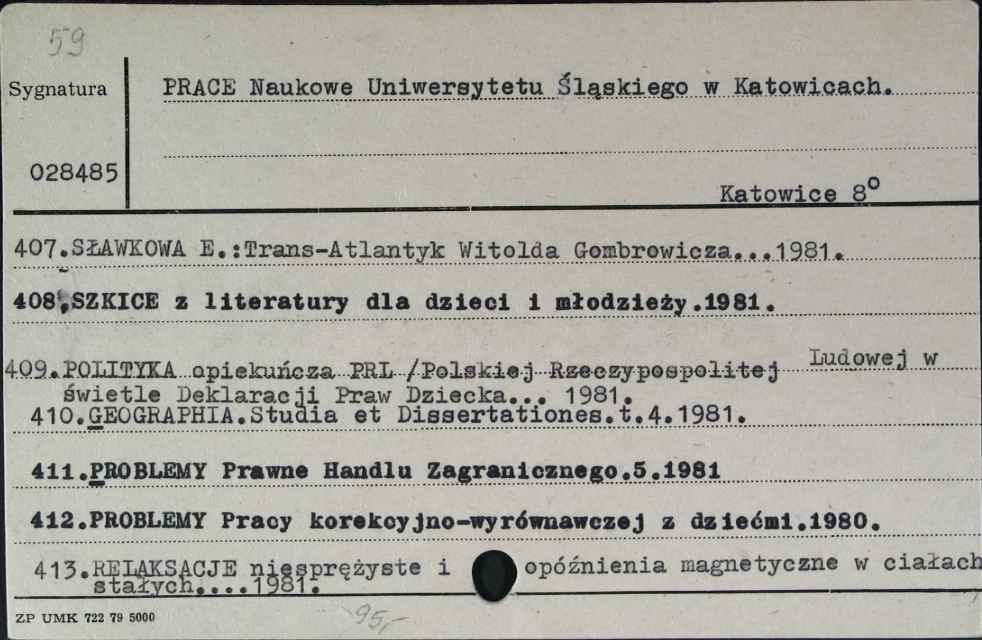 59
Sygnatura
PRACE Naukowe Uniwersytetu Śląskiego w Katowicach.
028485
Katowice 8º
407.SŁAWKOWA E.:Trans-Atlantyk Witolda Gombrowicza...1981.
408.SZKICE z literatury dla dzieci i młodzieży.1981.
409.POLITYKA opiekuńcza PRL /Polskiej Rzeczypospolitej Ludowej w
świetle Deklaracji Praw Dziecka... 1981.
410.GEOGRAPHIA.Studia et Dissertationes.t.4.1981.
411.PROBLEMY Prawne Handlu Zagranicznego.5.1981
412.PROBLEMY Pracy korekcyjno-wyrównawczej z dziećmi.1980.
413.RELAKSACJE niesprężyste i opóźnienia magnetyczne w ciałach
stałych....1981.
ZP UMK 722 79 5000
95,-